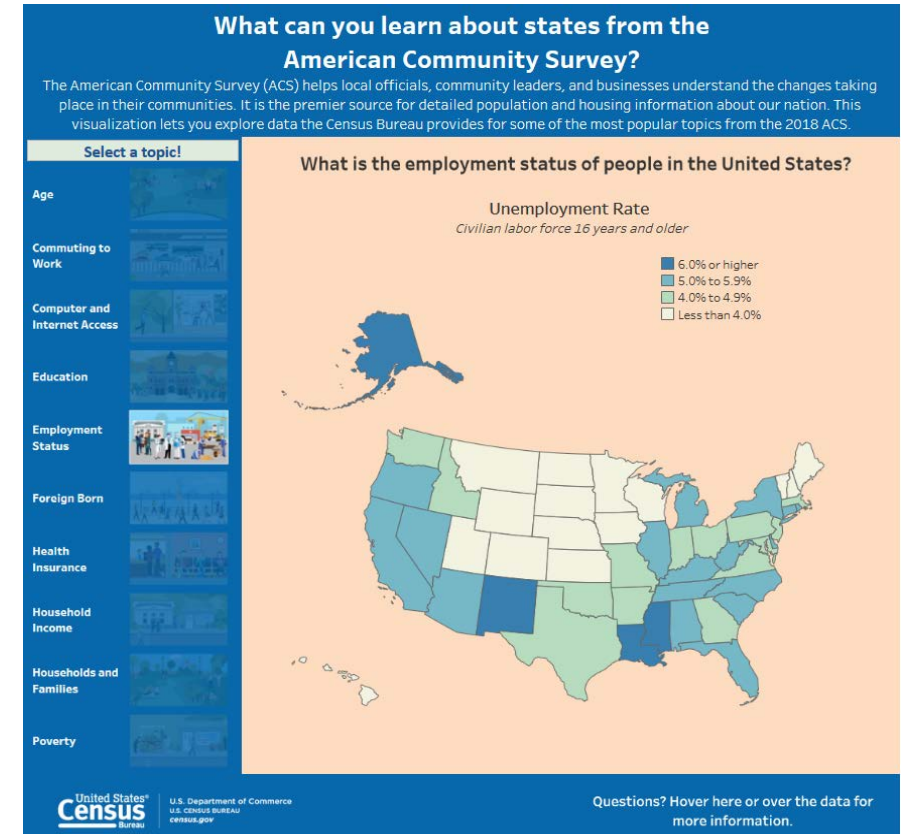 What can you learn about states from the
American Community Survey?
The American Community Survey (ACS) helps local officials, community leaders, and businesses understand the changes taking
place in their communities. It is the premier source for detailed population and housing information about our nation. This
visualization lets you explore data the Census Bureau provides for some of the most popular topics from the 2018 ACS.
Select a topic!
Age
Commuting to
Work
Computer and
Internet Access
Education
Employment
Status
Foreign Born
Health
Insurance
Household
Income
Households and
Families
Poverty
What is the employment status of people in the United States?
Unemployment Rate
Civilian labor force 16 years and older
6.0% or higher
5.0% to 5.9%
4.0% to 4.9%
Less than 4.0%
United States®
Census
Bureau
U.S. Department of Commerce
U.S. CENSUS BUREAU
census.gov
Questions? Hover here or over the data for
more information.